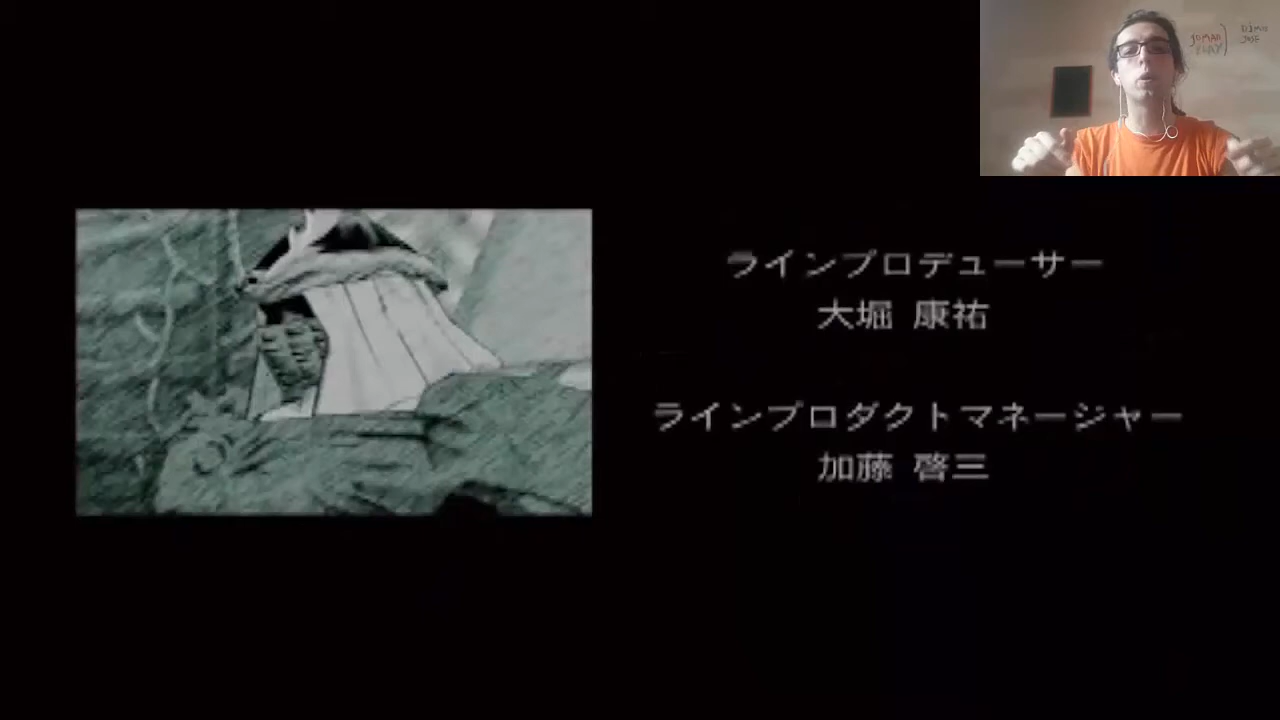 ラインプロデューサー
大堀 康祐
ラインプロダクトマネージャー
加藤 啓三